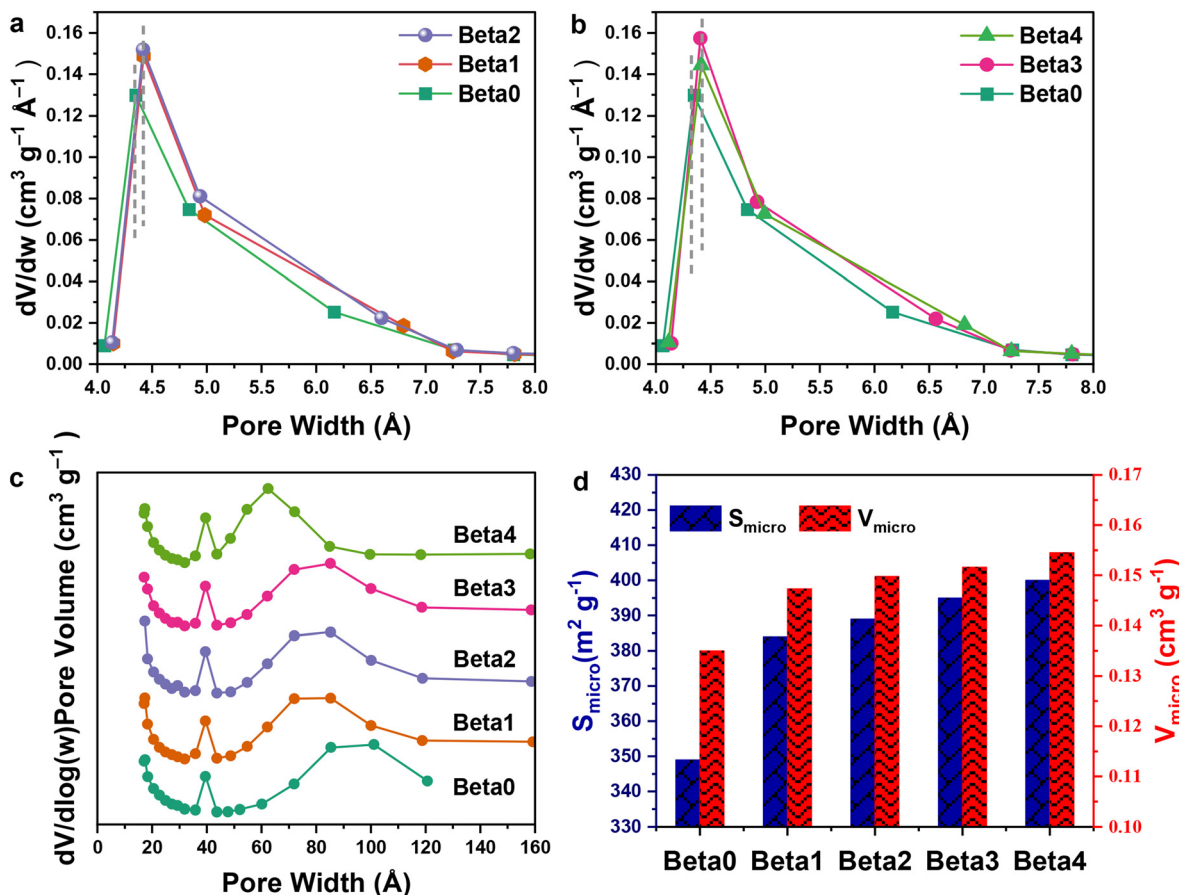 a
Beta2
Beta1
Beta0
dV/dw (cm³ g⁻¹ Å⁻¹)
0.16
0.14
0.12
0.10
0.08
0.06
0.04
0.02
0.00
4.0 4.5 5.0 5.5 6.0 6.5 7.0 7.5 8.0
Pore Width (Å)
b
Beta4
Beta3
Beta0
dV/dw (cm³ g⁻¹ Å⁻¹)
0.16
0.14
0.12
0.10
0.08
0.06
0.04
0.02
0.00
4.0 4.5 5.0 5.5 6.0 6.5 7.0 7.5 8.0
Pore Width (Å)
c
dV/dlog(w)Pore Volume (cm³ g⁻¹ )
Beta4
Beta3
Beta2
Beta1
Beta0
0 20 40 60 80 100 120 140 160
Pore Width (Å)
d
S_micro V_micro
S_micro(m² g⁻¹)
430
420
410
400
390
380
370
360
350
340
330
V_micro (cm³ g⁻¹)
0.17
0.16
0.15
0.14
0.13
0.12
0.11
0.10
Beta0 Beta1 Beta2 Beta3 Beta4